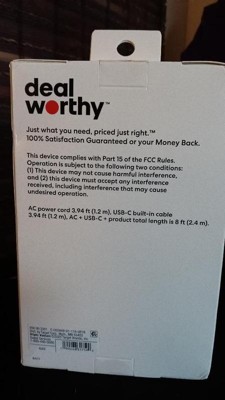 deal
worthy™
Just what you need, priced just right.™
100% Satisfaction Guaranteed or your Money Back.
This device complies with Part 15 of the FCC Rules.
Operation is subject to the following two conditions:
(1) This device may not cause harmful interference,
and (2) this device must accept any interference
received, including interference that may cause
undesired operation.
AC power cord 3.94 ft (1.2 m), USB-C built-in cable
3.94 ft (1.2 m), AC + USB-C + product total length is 8 ft (2.4 m).